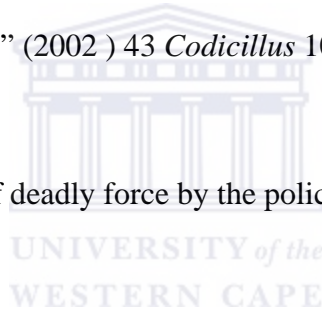 ” (2002 ) 43 Codicillus 10
deadly force by the polic
UNIVERSITY of the
WESTERN CAPE